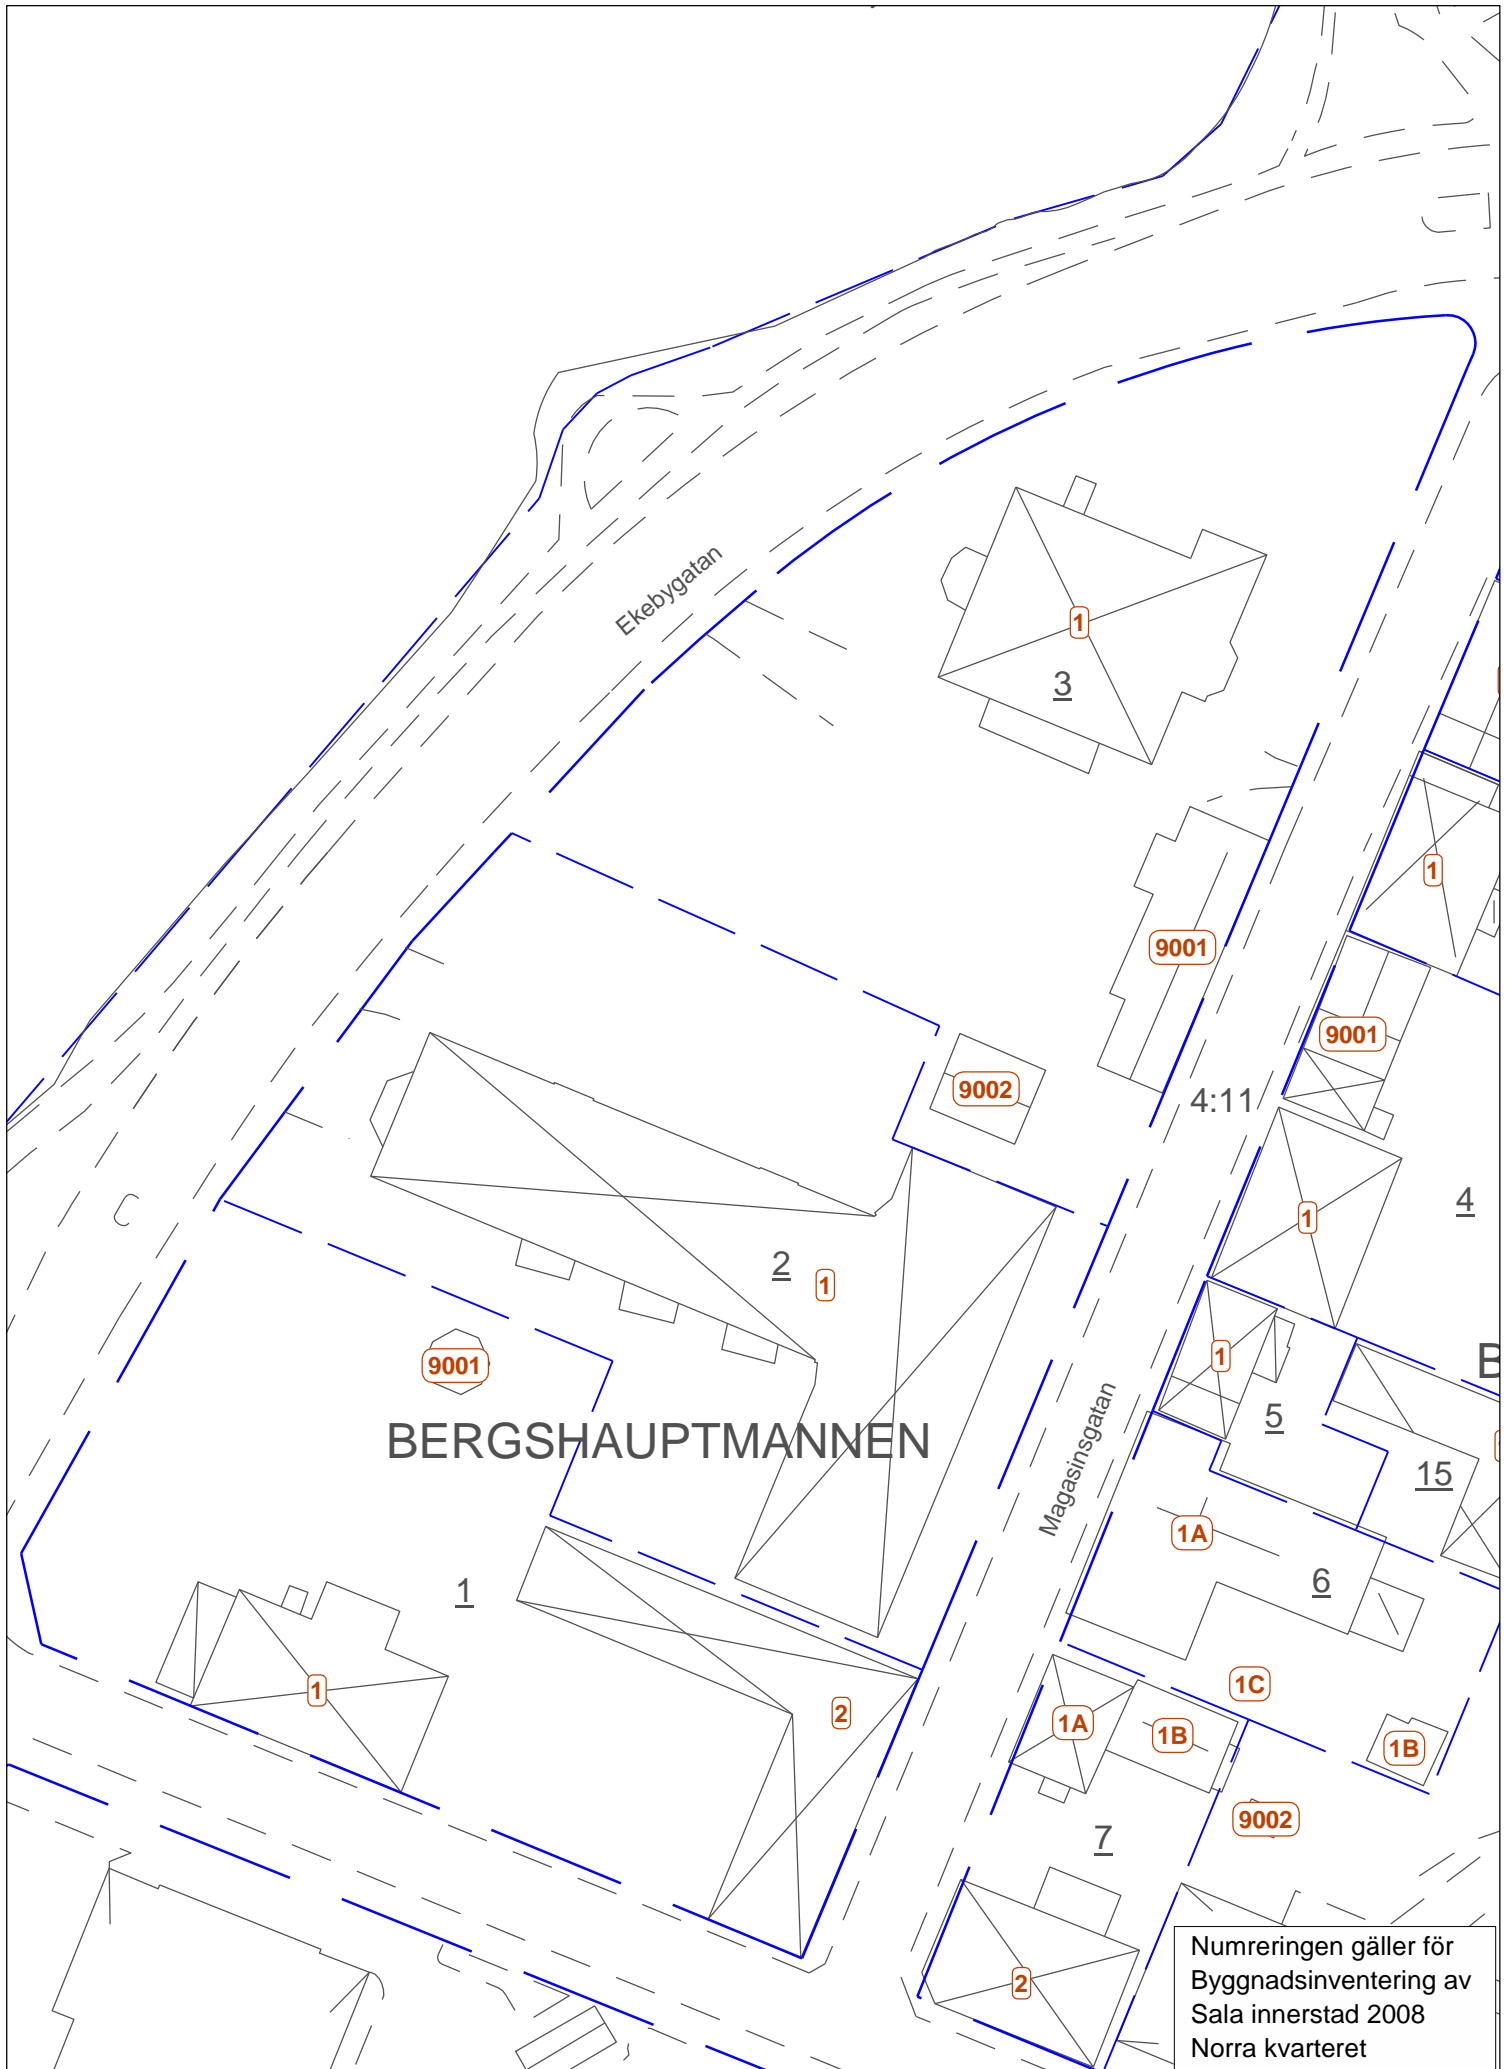 Ekebygatan
1
3
1
9001
9001
9002
4:11
4
1
2
1
1
9001
B
5
BERGSHAUPTMANNEN
Magasinsgatan
15
1A
6
1
1C
1
2
1A
1B
1B
9002
7
2
Numreringen gäller för
Byggnadsinventering av
Sala innerstad 2008
Norra kvarteret